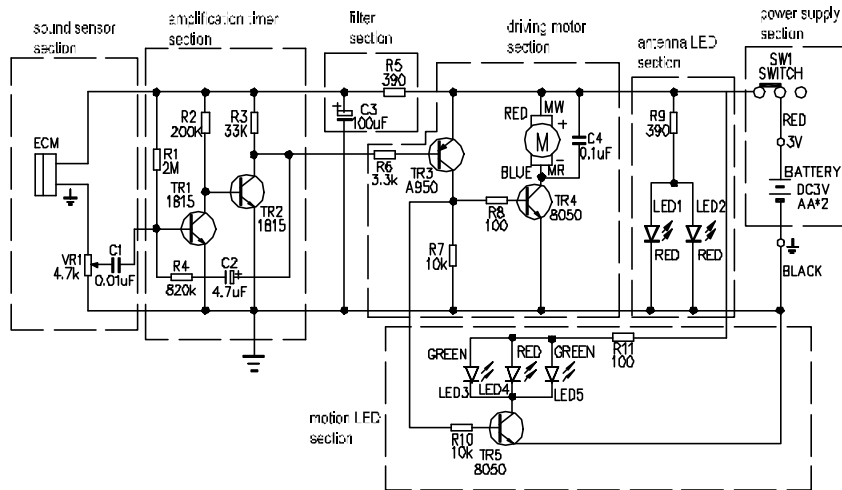 sound sensor
section
amplification timer
section
filter
section
driving motor
section
antenna LED
section
power supply
section
SW1
SWITCH
RED
3V
BATTERY
DC3V
AA*2
BLACK
ECM
VR1
4.7k
C1
0.01uF
R1
2M
R2
200K
R3
33K
TR1
1815
TR2
1815
R4
820k
C2
4.7uF
+
+
C3
100uF
R5
390
R6
3.3k
TR3
A950
R7
10k
R8
100
RED
MW
+
M
−
BLUE
MR
C4
0.1uF
TR4
8050
R9
390
LED1
LED2
RED
RED
GREEN
RED
GREEN
LED3
LED4
LED5
R11
100
motion LED
section
R10
10k
TR5
8050